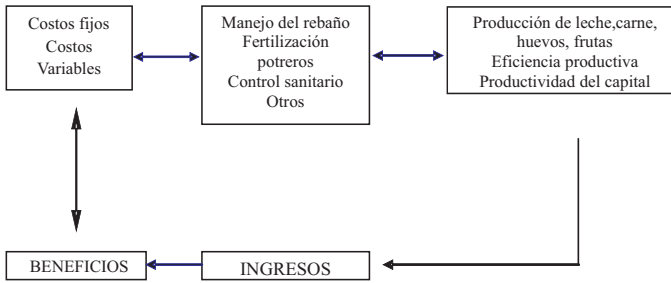 Costos fijos
Costos
Variables
Manejo del rebaño
Fertilización
potreros
Control sanitario
Otros
Producción de leche,carne,
huevos, frutas
Eficiencia productiva
Productividad del capital
BENEFICIOS
INGRESOS